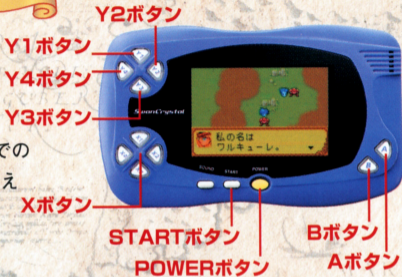 Y2ボタン
Y1ボタン
Y4ボタン
Y3ボタン
SwanCrystal
私の名は
ワルキューレ。
での
え
Xボタン
SOUND
START
POWER
STARTボタン
POWERボタン
Bボタン
Aボタン
B
A